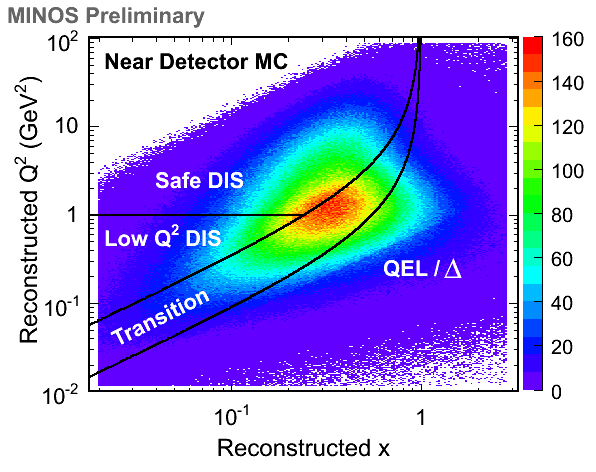 MINOS Preliminary
Near Detector MC
Safe DIS
Low Q² DIS
Transition
QEL / Δ
Reconstructed Q² (GeV²)
10²
10
1
10⁻¹
10⁻²
10⁻¹
1
Reconstructed x
160
140
120
100
80
60
40
20
0